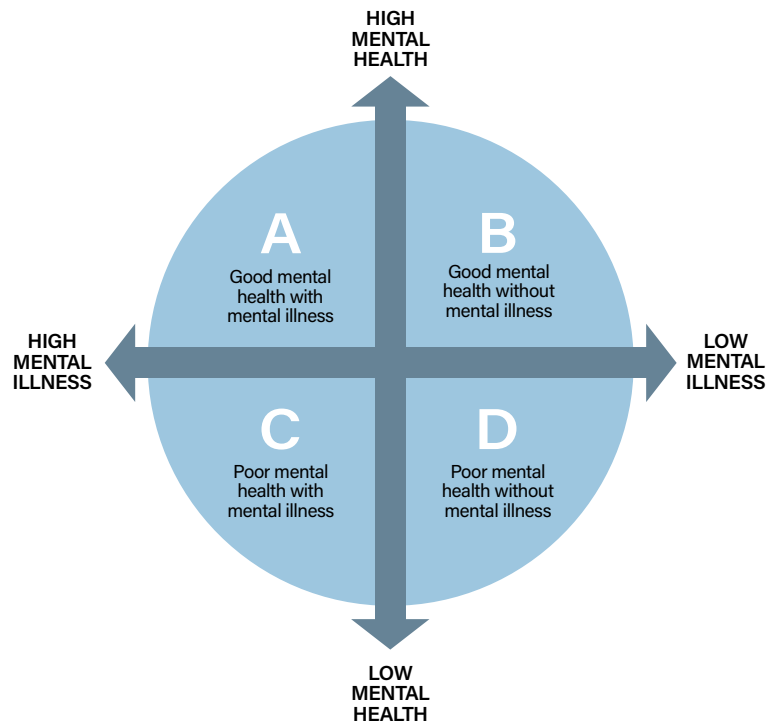 HIGH
MENTAL
HEALTH
A
Good mental
health with
mental illness
B
Good mental
health without
mental illness
HIGH
MENTAL
ILLNESS
LOW
MENTAL
ILLNESS
C
Poor mental
health with
mental illness
D
Poor mental
health without
mental illness
LOW
MENTAL
HEALTH